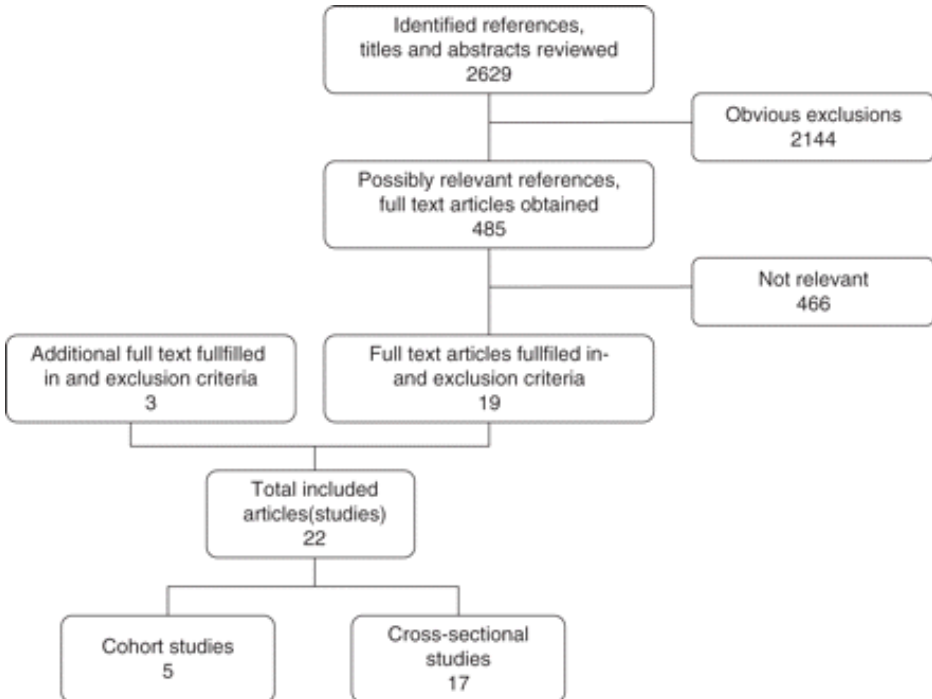 Identified references,
titles and abstracts reviewed
2629
Obvious exclusions
2144
Possibly relevant references,
full text articles obtained
485
Not relevant
466
Additional full text fullfilled
in and exclusion criteria
3
Full text articles fullfiled in-
and exclusion criteria
19
Total included
articles(studies)
22
Cohort studies
5
Cross-sectional
studies
17